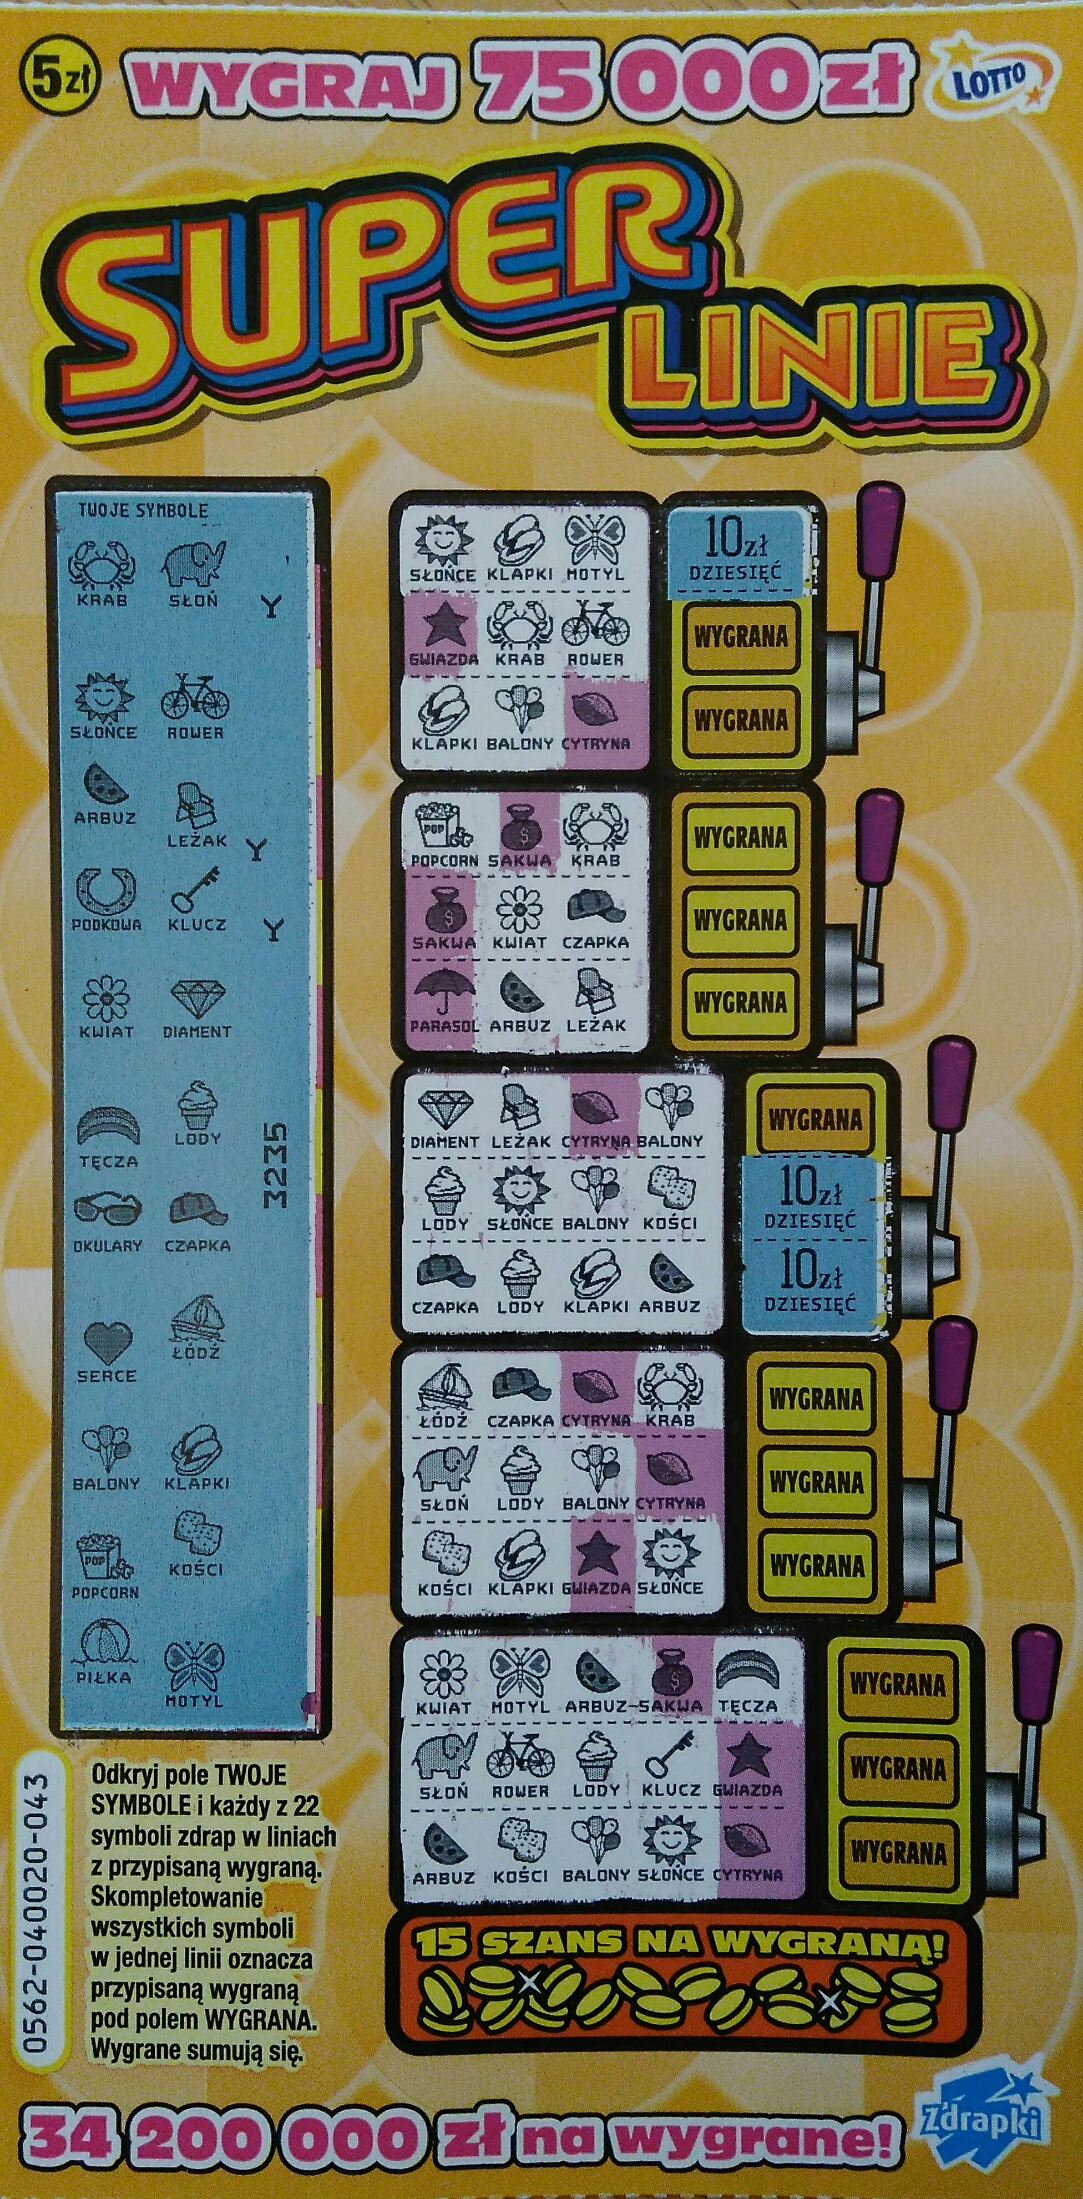 5zł WYGRAJ 75 000 zł LOTTO
SUPER
LINIE
TWOJE SYMBOLE
KRAB SŁOŃ
Y
SŁOŃCE ROWER
ARBUZ
LEŻAK Y
PODKOWA KLUCZ Y
KWIAT DIAMENT
LODY
TĘCZA
3235
OKULARY CZAPKA
ŁÓDŹ
SERCE
BALONY KLAPKI
KOŚCI
POP
POPCORN
PIŁKA
MOTYL
SŁOŃCE KLAPKI MOTYL
10zł
DZIESIĘĆ
GWIAZDA KRAB ROWER
WYGRANA
KLAPKI BALONY CYTRYNA
WYGRANA
POP $
POPCORN SAKWA KRAB
WYGRANA
$
SAKWA KWIAT CZAPKA
WYGRANA
PARASOL ARBUZ LEŻAK
WYGRANA
DIAMENT LEŻAK CYTRYNA BALONY
WYGRANA
LODY SŁOŃCE BALONY KOŚCI
10zł
DZIESIĘĆ
CZAPKA LODY KLAPKI ARBUZ
10zł
DZIESIĘĆ
ŁÓDŹ CZAPKA CYTRYNA KRAB
WYGRANA
SŁOŃ LODY BALONY CYTRYNA
WYGRANA
KOŚCI KLAPKI GWIAZDA SŁOŃCE
WYGRANA
$
KWIAT MOTYL ARBUZ SAKWA TĘCZA
WYGRANA
SŁOŃ ROWER LODY KLUCZ GWIAZDA
WYGRANA
ARBUZ KOŚCI BALONY SŁOŃCE CYTRYNA
WYGRANA
15 SZANS NA WYGRANĄ!
0562-040020-043
Odkryj pole TWOJE
SYMBOLE i każdy z 22
symboli zdrap w liniach
z przypisaną wygraną.
Skompletowanie
wszystkich symboli
w jednej linii oznacza
przypisaną wygraną
pod polem WYGRANA.
Wygrane sumują się.
34 200 000 zł na wygrane!
Zdrapki